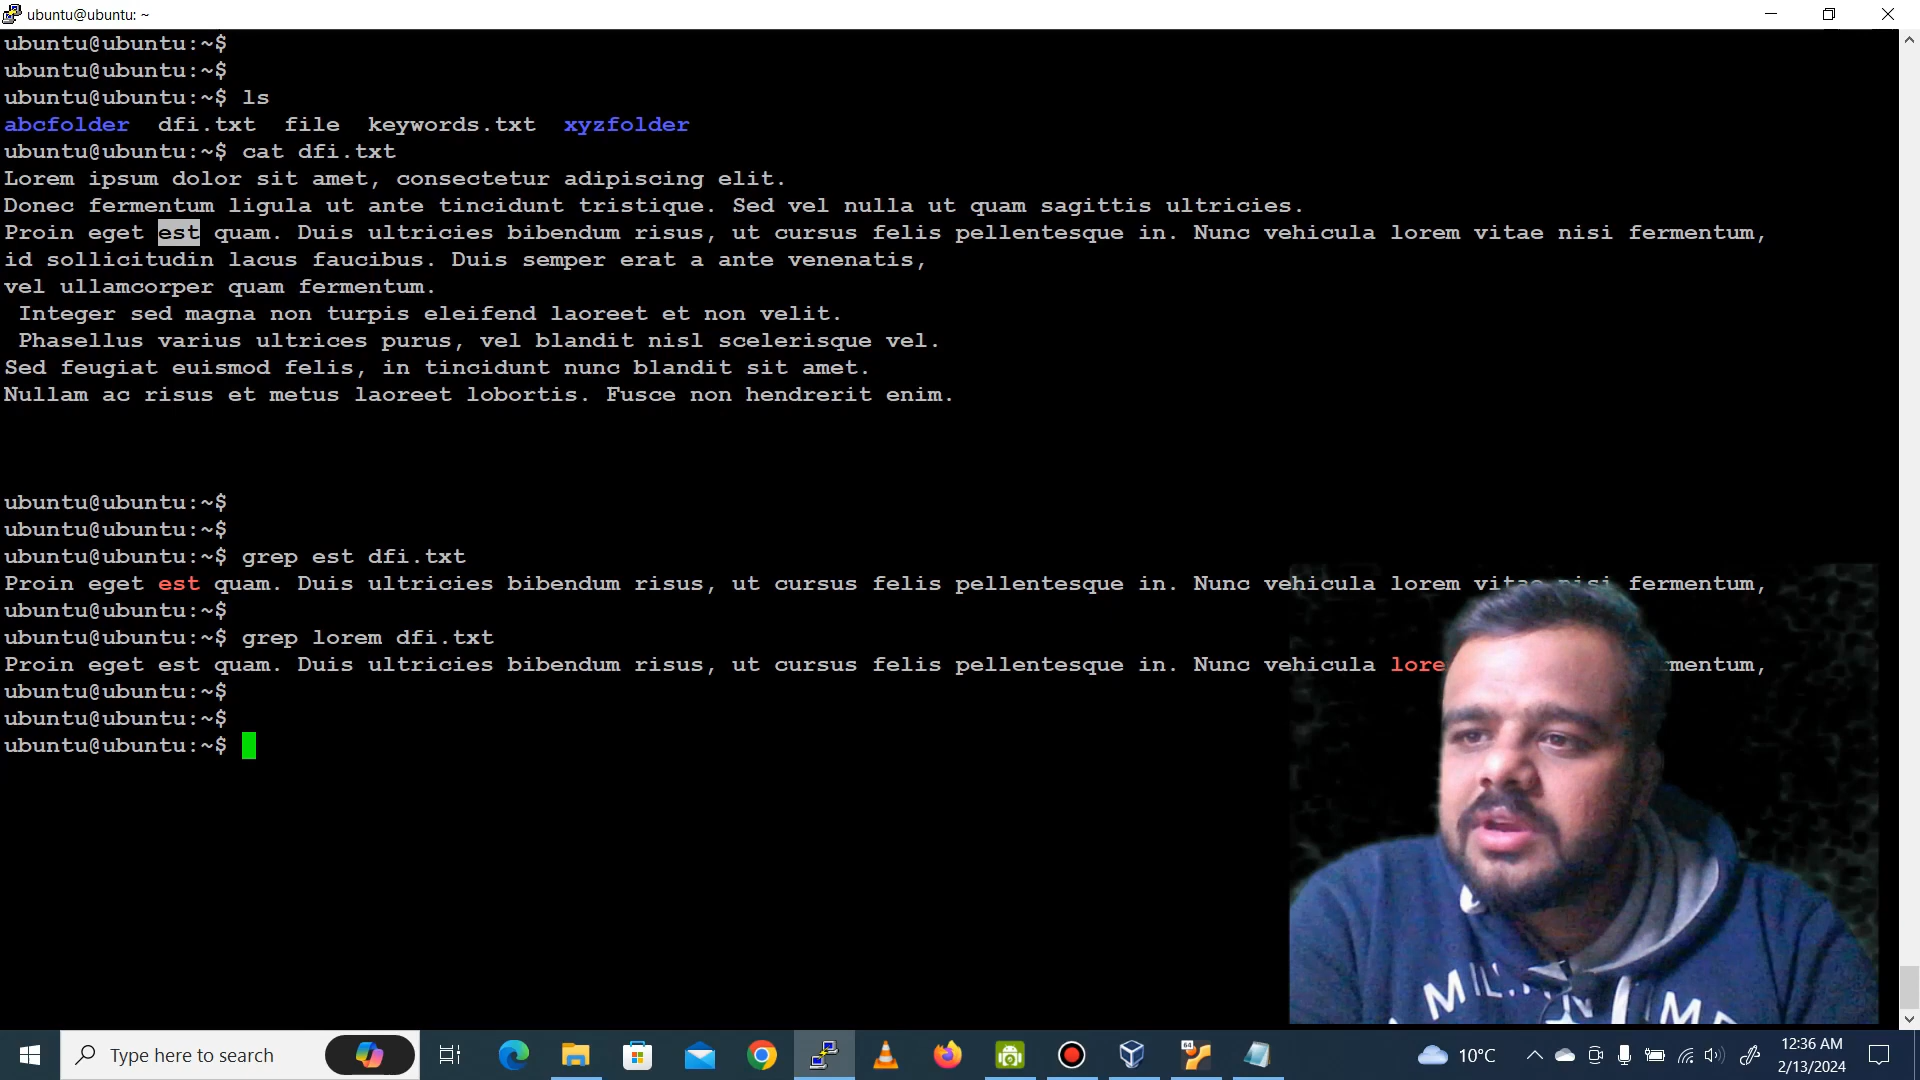 ubuntu@ubuntu: ~
ubuntu@ubuntu:~$
ubuntu@ubuntu:~$
ubuntu@ubuntu:~$ ls
abcfolder dfi.txt file keywords.txt xyzfolder
ubuntu@ubuntu:~$ cat dfi.txt
Lorem ipsum dolor sit amet, consectetur adipiscing elit.
Donec fermentum ligula ut ante tincidunt tristique. Sed vel nulla ut quam sagittis ultricies.
Proin eget est quam. Duis ultricies bibendum risus, ut cursus felis pellentesque in. Nunc vehicula lorem vitae nisi fermentum,
id sollicitudin lacus faucibus. Duis semper erat a ante venenatis,
vel ullamcorper quam fermentum.
Integer sed magna non turpis eleifend laoreet et non velit.
Phasellus varius ultrices purus, vel blandit nisl scelerisque vel.
Sed feugiat euismod felis, in tincidunt nunc blandit sit amet.
Nullam ac risus et metus laoreet lobortis. Fusce non hendrerit enim.
ubuntu@ubuntu:~$
ubuntu@ubuntu:~$
ubuntu@ubuntu:~$ grep est dfi.txt
Proin eget est quam. Duis ultricies bibendum risus, ut cursus felis pellentesque in. Nunc vehicula lorem vitae nisi fermentum,
ubuntu@ubuntu:~$
ubuntu@ubuntu:~$ grep lorem dfi.txt
Proin eget est quam. Duis ultricies bibendum risus, ut cursus felis pellentesque in. Nunc vehicula lore mentum,
ubuntu@ubuntu:~$
ubuntu@ubuntu:~$
ubuntu@ubuntu:~$
Type here to search
64
10°C
12:36 AM
2/13/2024